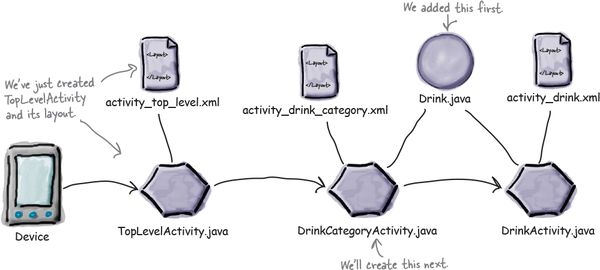 We added this first.
<Layout>
</Layout>
<Layout>
</Layout>
<Layout>
</Layout>
We've just created
TopLevelActivity
and its layout.
activity_top_level.xml
activity_drink_category.xml
Drink.java
activity_drink.xml
Device
TopLevelActivity.java
DrinkCategoryActivity.java
DrinkActivity.java
We'll create this next.